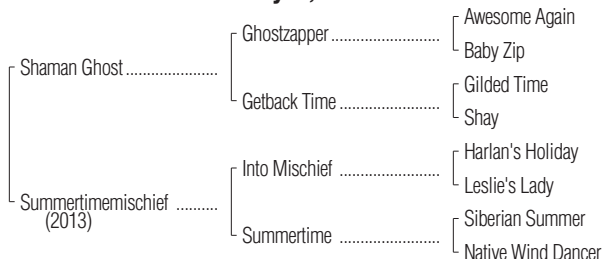 Awesome Again
Ghostzapper
Baby Zip
Shaman Ghost
Gilded Time
Getback Time
Shay
Harlan's Holiday
Into Mischief
Leslie's Lady
Summertimemischief
(2013)
Siberian Summer
Summertime
Native Wind Dancer